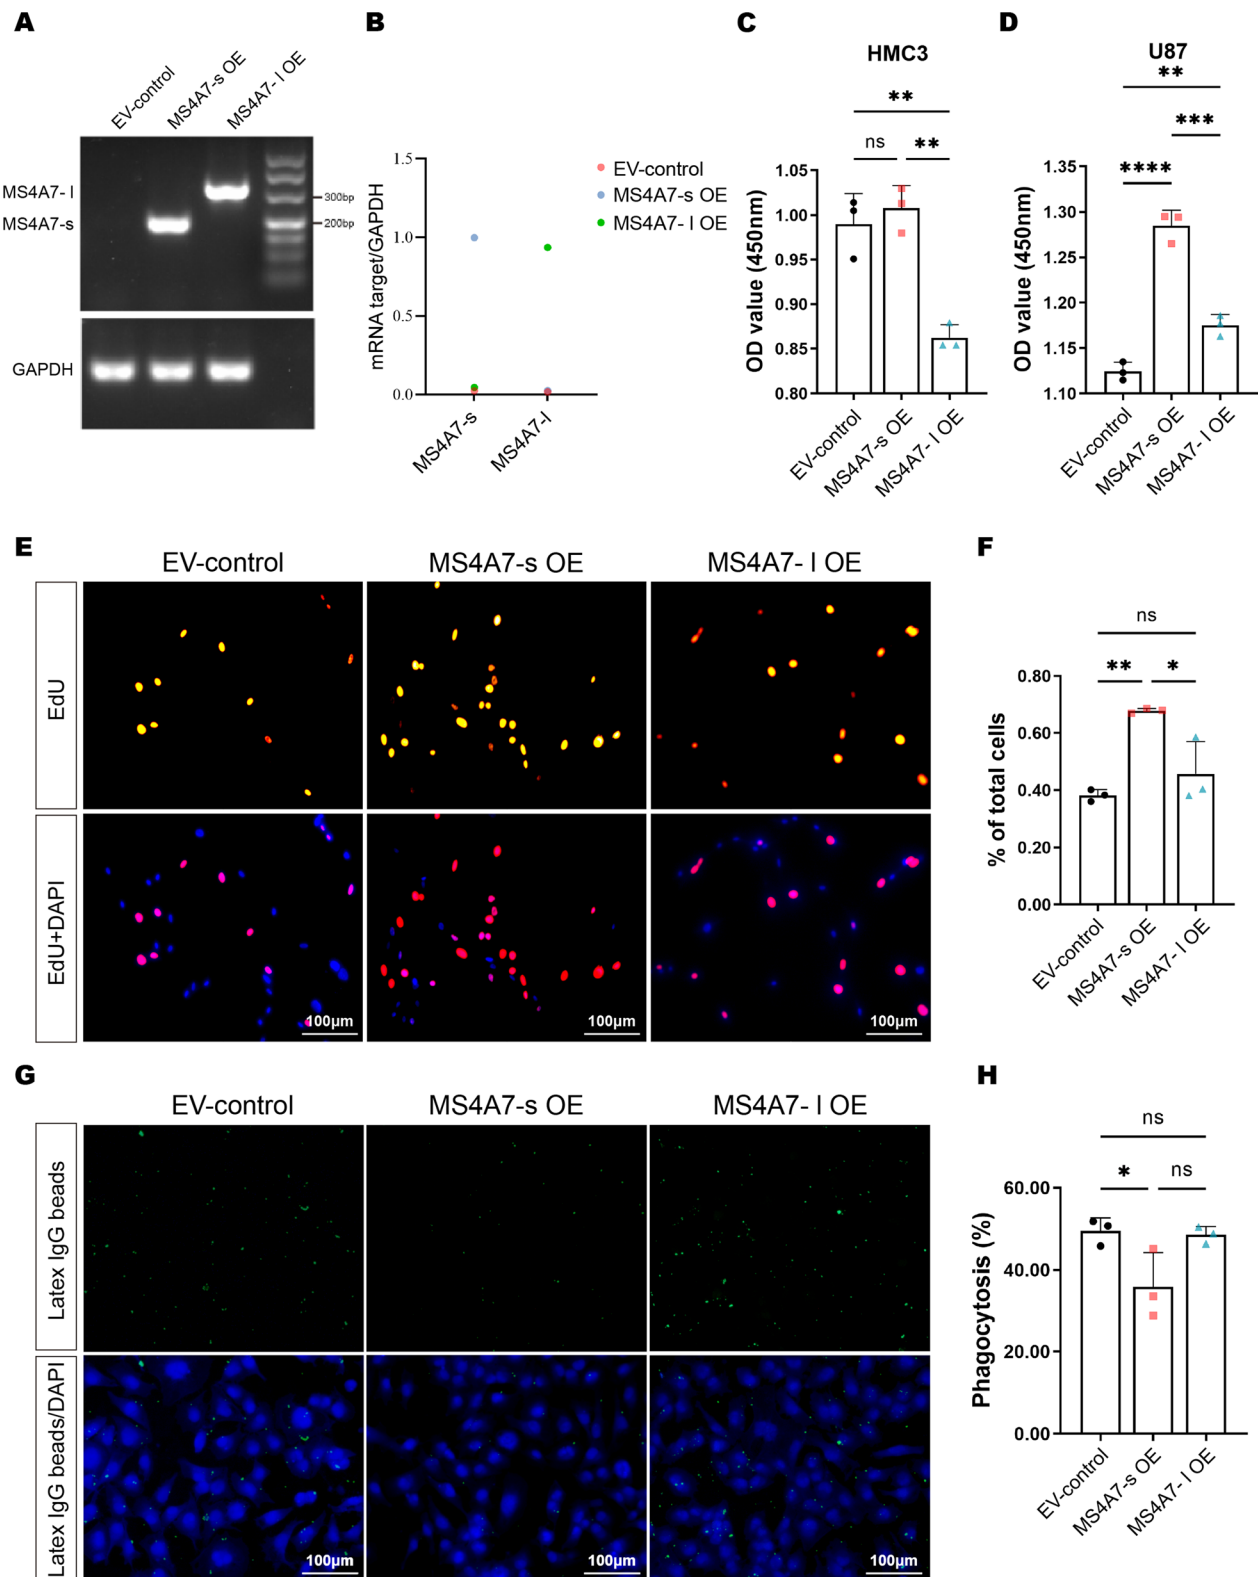 A
EV-control
MS4A7-s OE
MS4A7- l OE
MS4A7- l
MS4A7-s
300bp
200bp
GAPDH
B
mRNA target/GAPDH
1.5
1.0
0.5
0.0
MS4A7-s
MS4A7-l
EV-control
MS4A7-s OE
MS4A7- l OE
C
HMC3
**
ns
**
OD value (450nm)
1.05
1.00
0.95
0.90
0.85
0.80
EV-control
MS4A7-s OE
MS4A7- l OE
D
U87
**
***
****
OD value (450nm)
1.35
1.30
1.25
1.20
1.15
1.10
EV-control
MS4A7-s OE
MS4A7- l OE
E
EV-control
MS4A7-s OE
MS4A7- l OE
EdU
EdU+DAPI
100μm
100μm
100μm
F
ns
**
*
% of total cells
0.80
0.60
0.40
0.20
0.00
EV-control
MS4A7-s OE
MS4A7- l OE
G
EV-control
MS4A7-s OE
MS4A7- l OE
Latex IgG beads
Latex IgG beads/DAPI
100μm
100μm
100μm
H
ns
*
ns
Phagocytosis (%)
60.00
40.00
20.00
0.00
EV-control
MS4A7-s OE
MS4A7-l OE